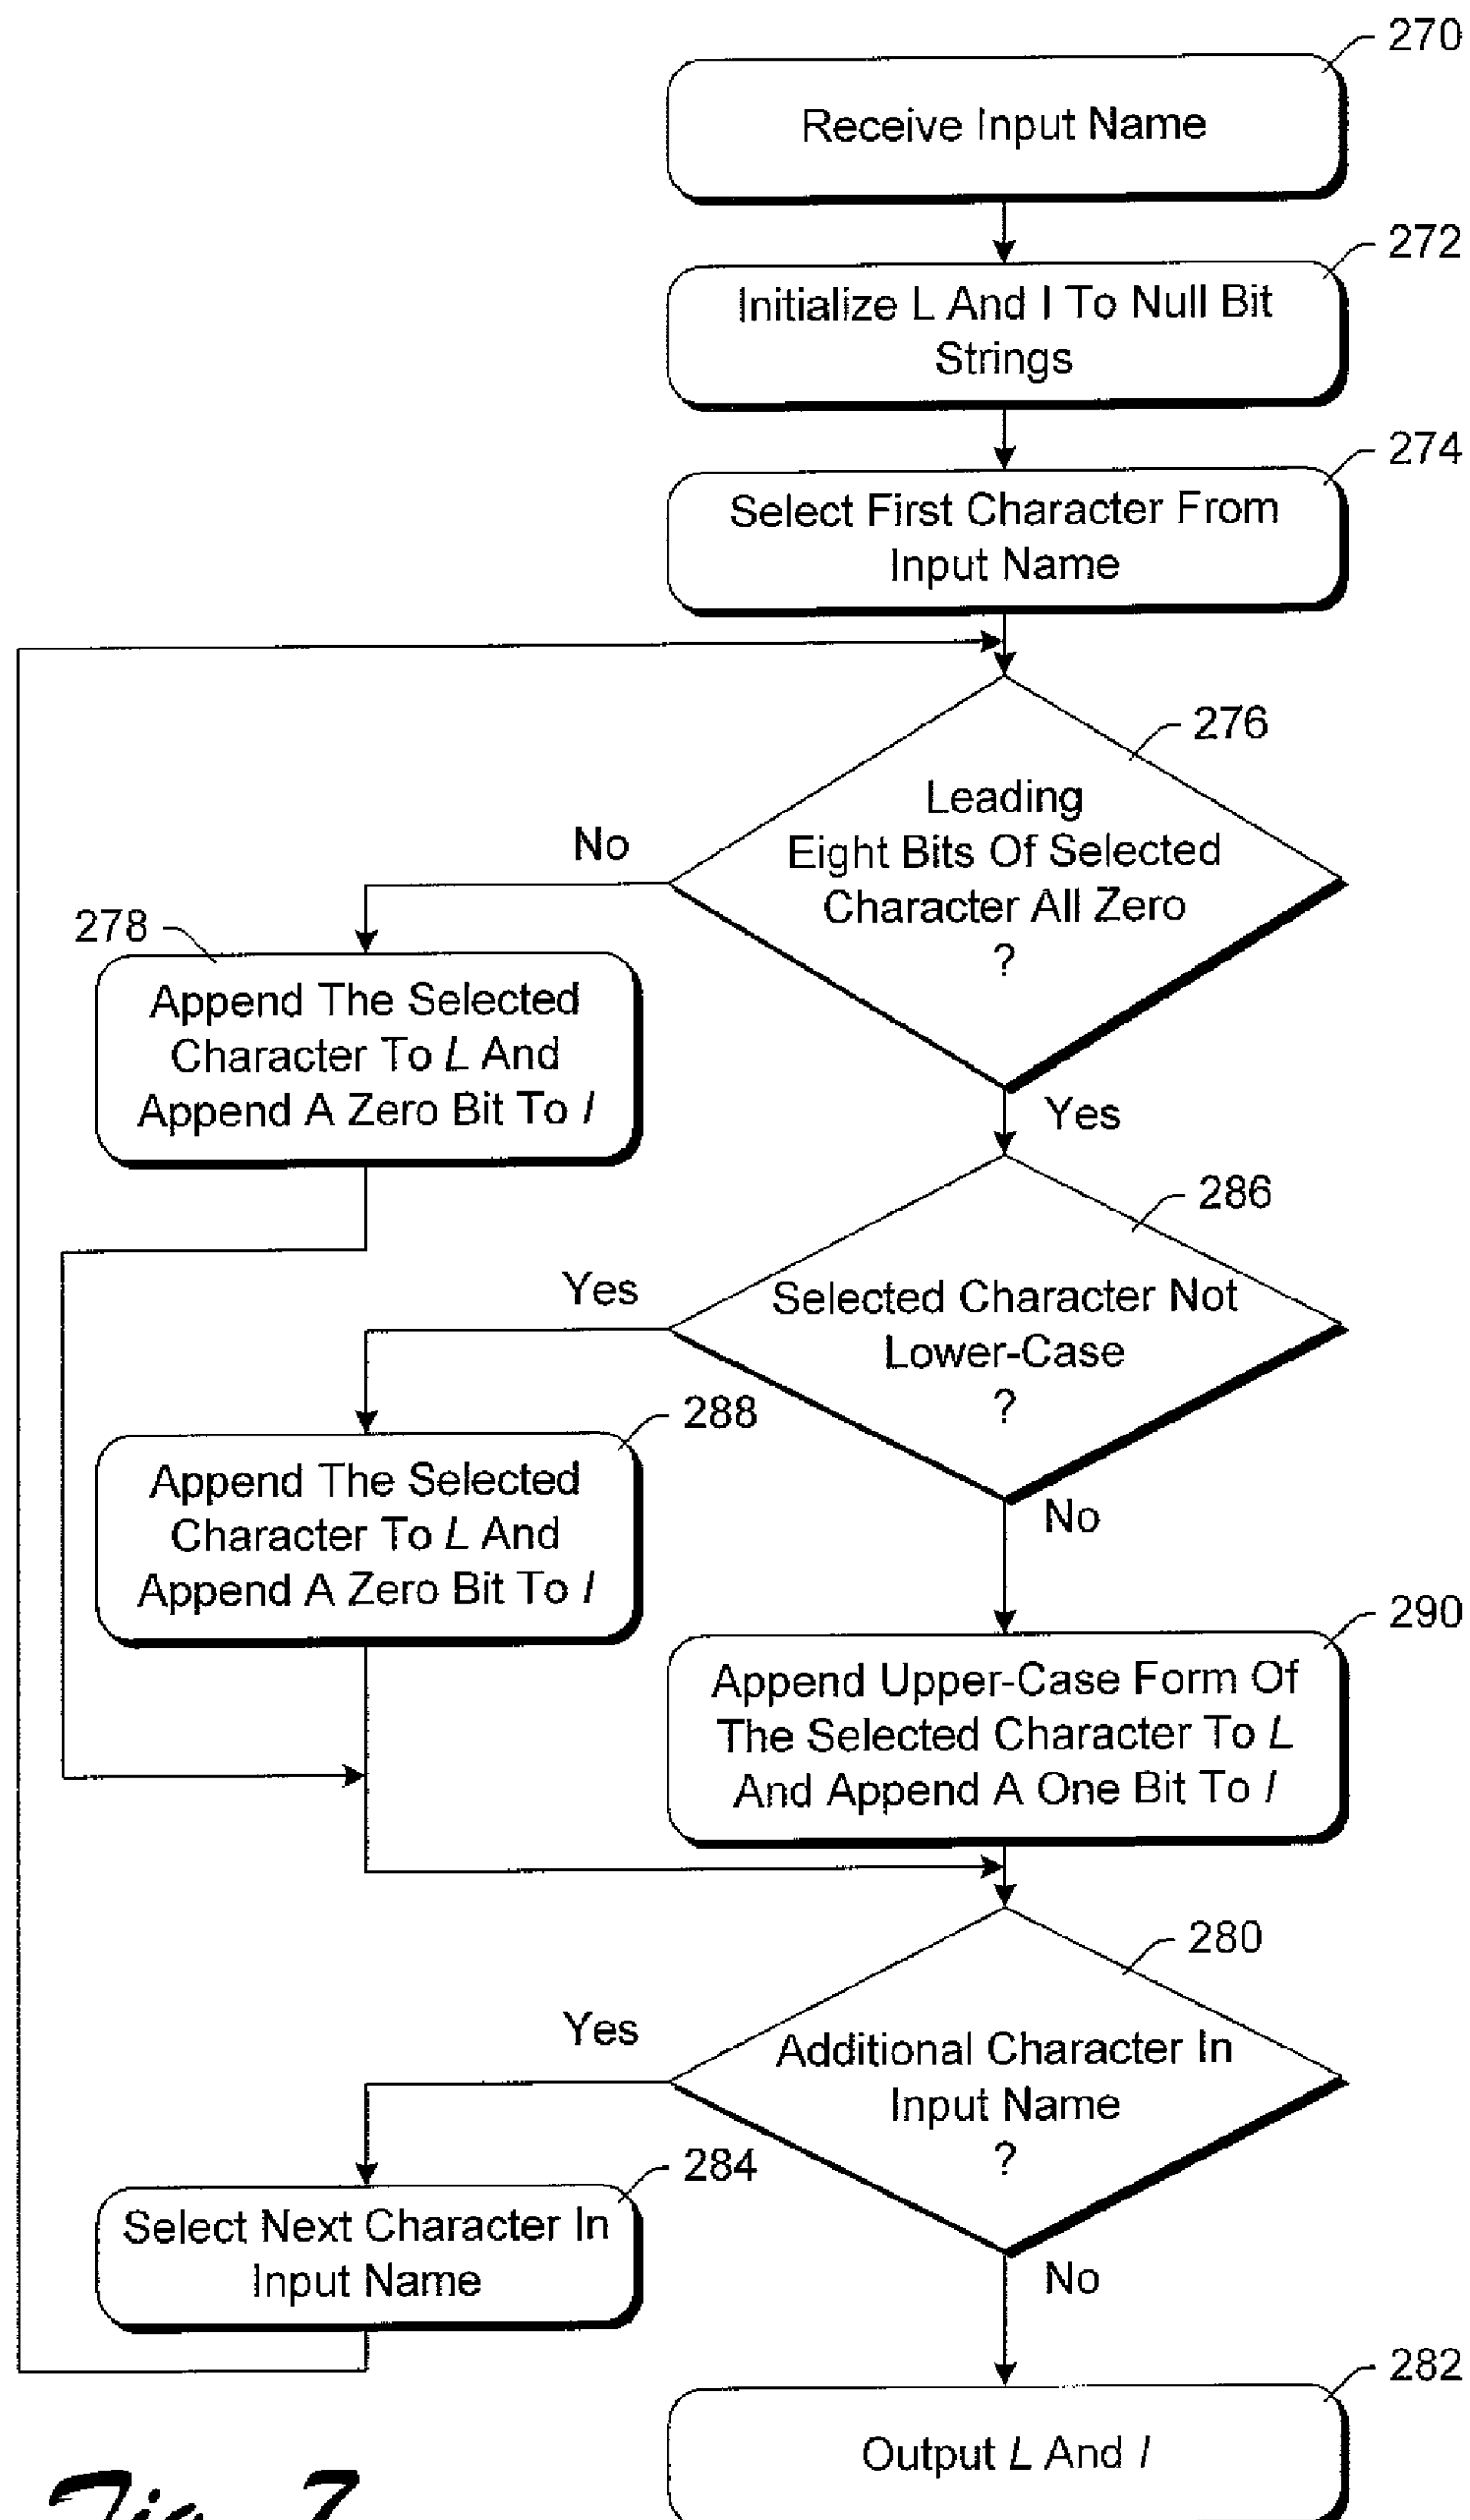 270
Receive Input Name
272
Initialize L And I To Null Bit
Strings
274
Select First Character From
Input Name
276
Leading
Eight Bits Of Selected
Character All Zero
?
No
Yes
278
Append The Selected
Character To L And
Append A Zero Bit To I
286
Selected Character Not
Lower-Case
?
Yes
No
288
Append The Selected
Character To L And
Append A Zero Bit To I
290
Append Upper-Case Form Of
The Selected Character To L
And Append A One Bit To I
280
Additional Character In
Input Name
?
Yes
No
284
Select Next Character In
Input Name
282
Output L And I
Fig. 7